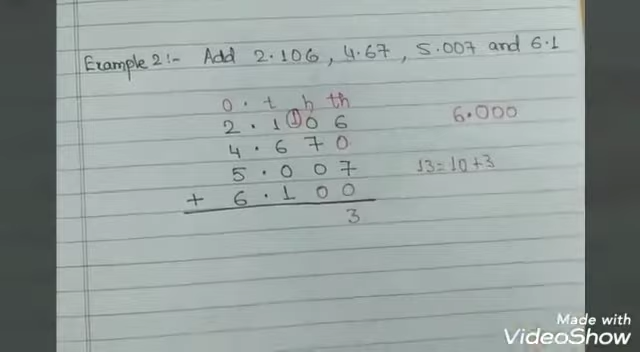 Example 2:- Add 2.106, 4.67, 5.007 and 6.1
O . t h th
2 . 1 ① 0 6
4 . 6 7 0
5 . 0 0 7
+ 6 . 1 0 0
3
6.000
13 = 10 + 3
Made with
VideoShow